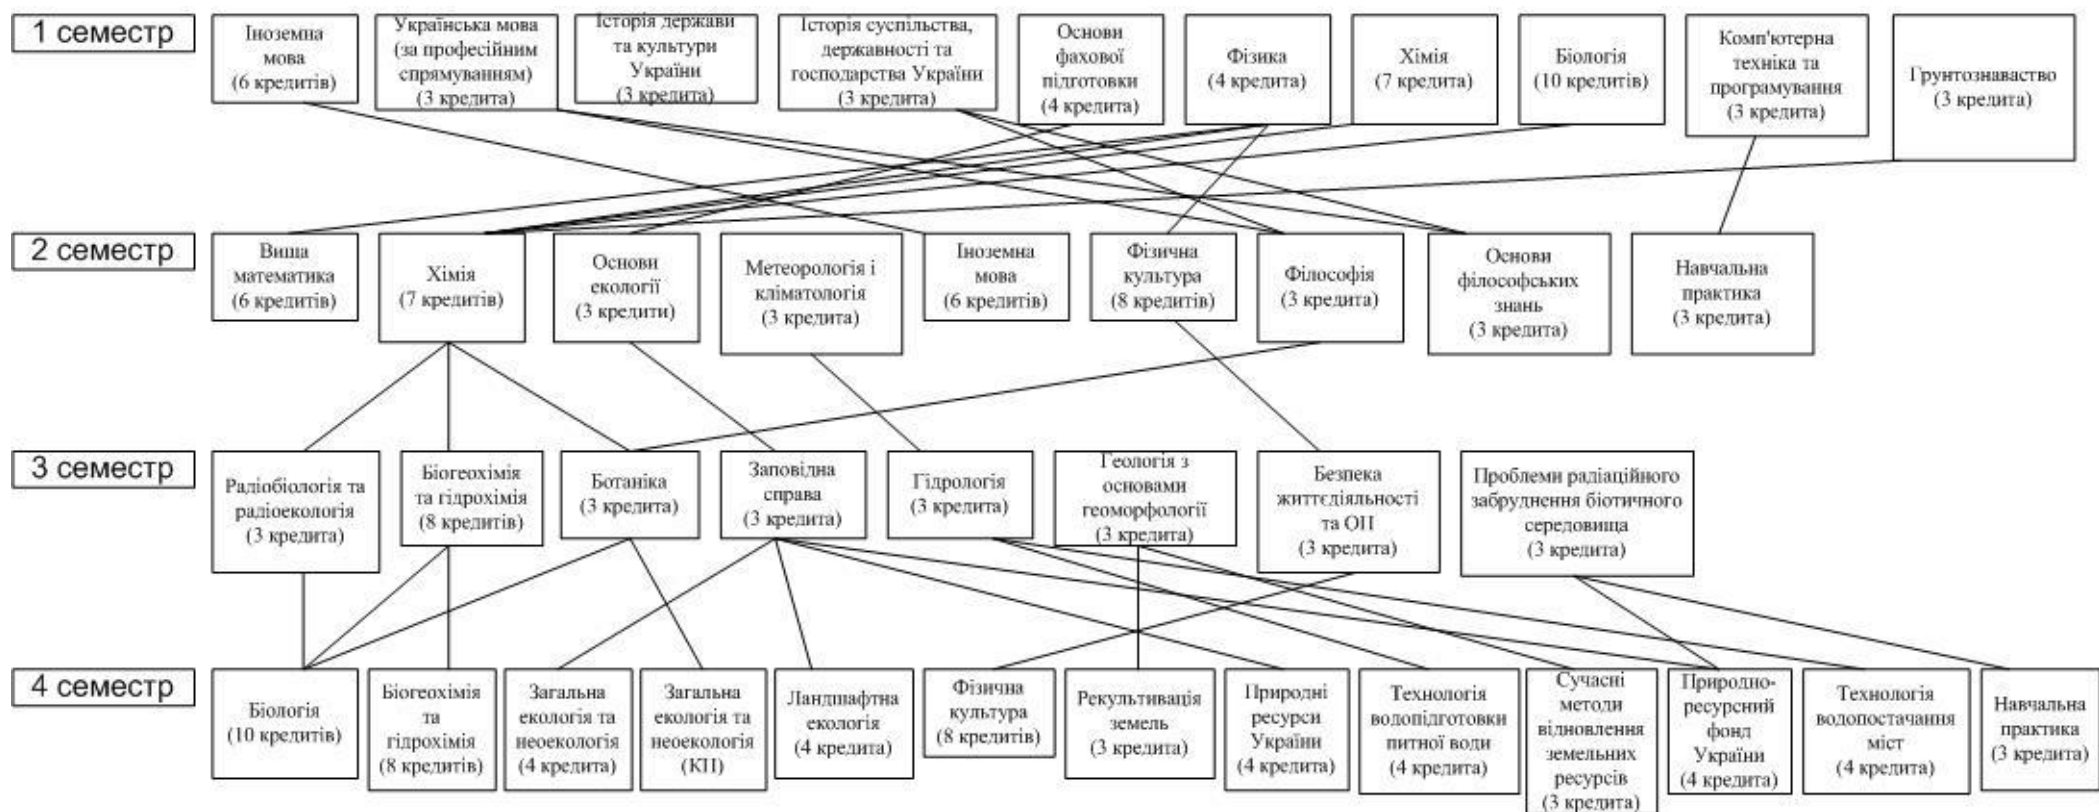 1 семестр
Іноземна
мова
(6 кредитів)
Українська мова
(за професійним
спрямуванням)
(3 кредита)
Історія держави
та культури
України
(3 кредита)
Історія суспільства,
державності та
господарства України
(3 кредита)
Основи
фахової
підготовки
(4 кредита)
Фізика
(4 кредита)
Хімія
(7 кредита)
Біологія
(10 кредитів)
Комп'ютерна
техніка та
програмування
(3 кредита)
Грунтознаваство
(3 кредита)
2 семестр
Вища
математика
(6 кредитів)
Хімія
(7 кредитів)
Основи
екології
(3 кредити)
Метеорологія і
кліматологія
(3 кредита)
Іноземна
мова
(6 кредитів)
Фізична
культура
(8 кредитів)
Філософія
(3 кредита)
Основи
філософських
знань
(3 кредита)
Навчальна
практика
(3 кредита)
3 семестр
Радіобіологія та
радіоекологія
(3 кредита)
Біогеохімія
та гідрохімія
(8 кредитів)
Ботаніка
(3 кредита)
Заповідна
справа
(3 кредита)
Гідрологія
(3 кредита)
Геологія з
основами
геоморфології
(3 кредита)
Безпека
життєдіяльності
та ОП
(3 кредита)
Проблеми радіаційного
забруднення біотичного
середовища
(3 кредита)
4 семестр
Біологія
(10 кредитів)
Біогеохімія
та
гідрохімія
(8 кредитів)
Загальна
екологія та
неоекологія
(4 кредита)
Загальна
екологія та
неоекологія
(КП)
Ландшафтна
екологія
(4 кредита)
Фізична
культура
(8 кредитів)
Рекультивація
земель
(3 кредита)
Природні
ресурси
України
(4 кредита)
Технологія
водопідготовки
питної води
(4 кредита)
Сучасні
методи
відновлення
земельних
ресурсів
(3 кредита)
Природно-
ресурсний
фонд
України
(4 кредита)
Технологія
водопостачання
міст
(4 кредита)
Навчальна
практика
(3 кредита)